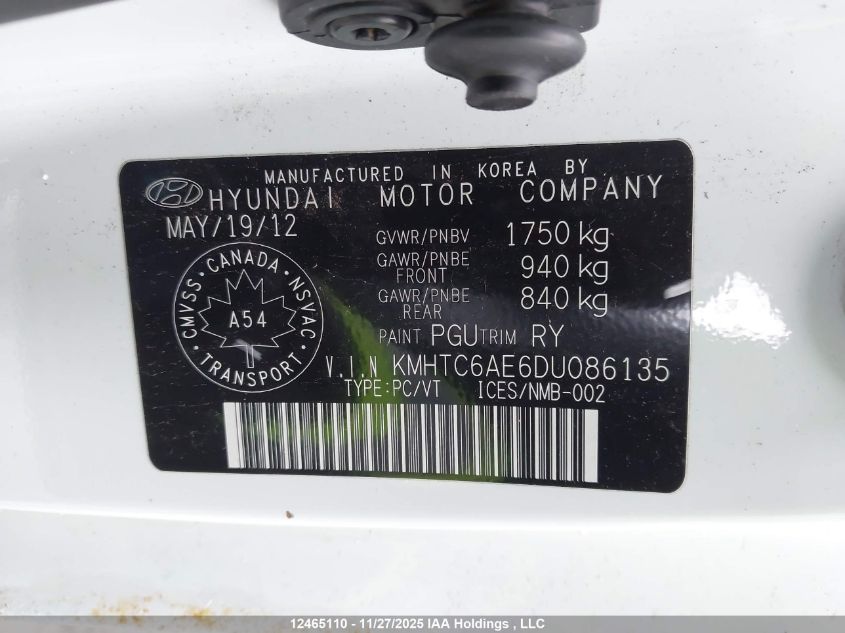 MANUFACTURED IN KOREA BY
HYUNDAI MOTOR COMPANY
MAY/19/12
GVWR/PNBV 1750 kg
GAWR/PNBE FRONT 940 kg
GAWR/PNBE REAR 840 kg
PAINT PGU TRIM RY
CMVSS · CANADA · NSVAC
A54
TRANSPORT
V.I.N KMHTC6AE6DU086135
TYPE:PC/VT ICES/NMB-002
12465110 - 11/27/2025 IAA Holdings , LLC